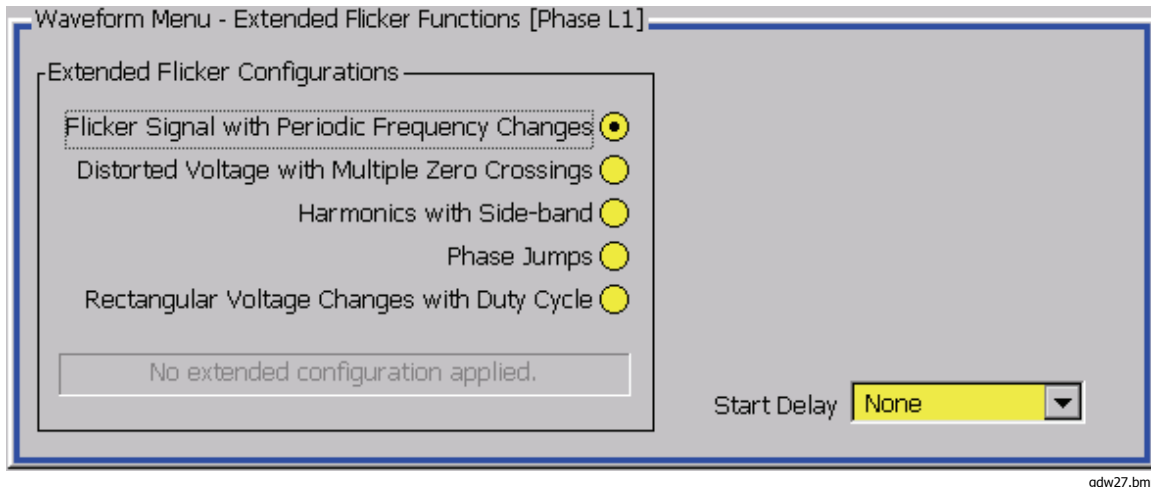 Waveform Menu - Extended Flicker Functions [Phase L1]
Extended Flicker Configurations
Flicker Signal with Periodic Frequency Changes
Distorted Voltage with Multiple Zero Crossings
Harmonics with Side-band
Phase Jumps
Rectangular Voltage Changes with Duty Cycle
No extended configuration applied.
Start Delay None
gdw27.bm